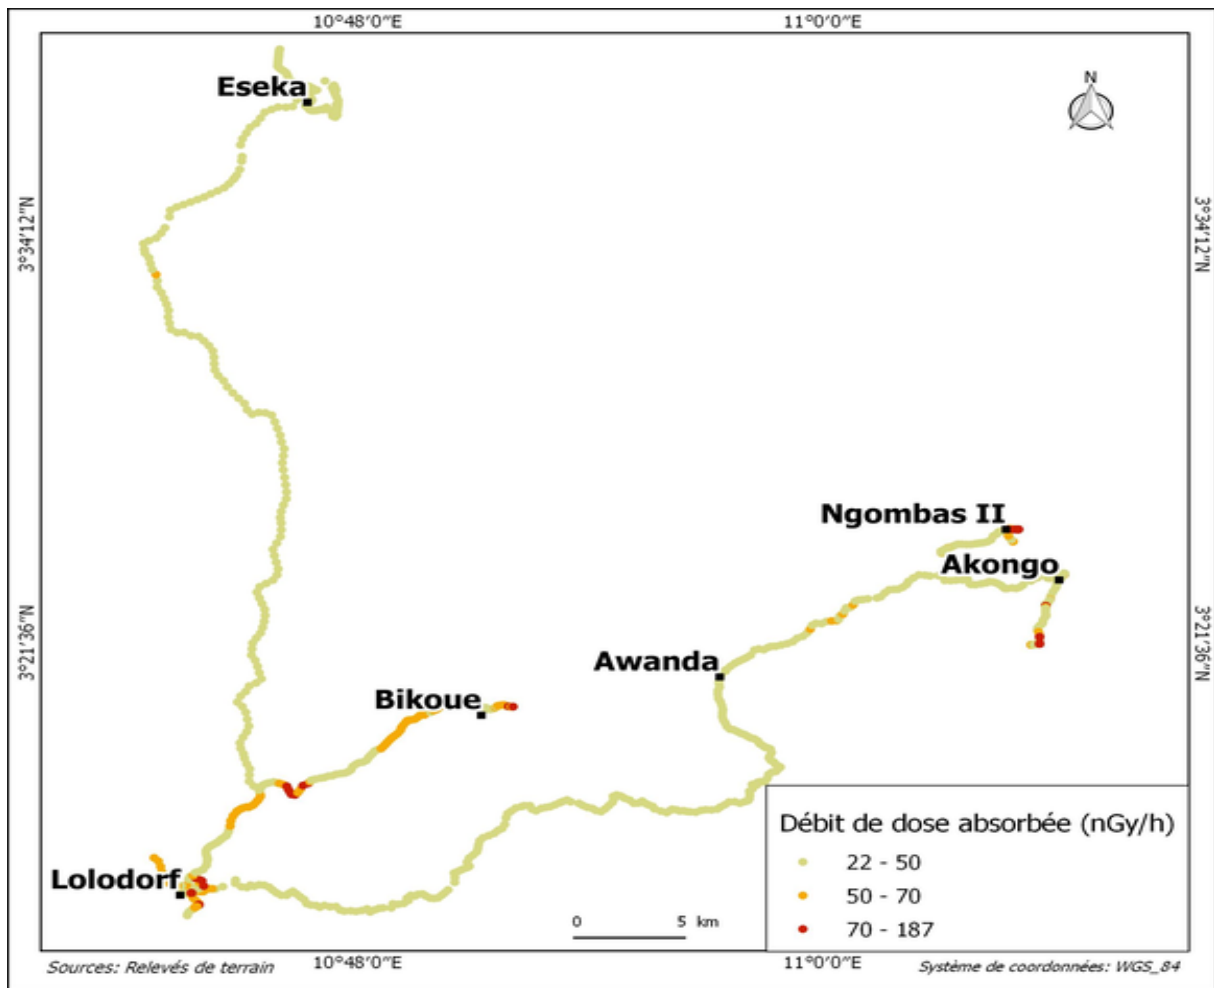 10°48′0″E
11°0′0″E
N
Eseka
3°34′12″N
3°34′12″N
Ngombas II
Akongo
3°21′36″N
3°21′36″N
Awanda
Bikoue
Lolodorf
Débit de dose absorbée (nGy/h)
22 - 50
50 - 70
70 - 187
0 5 km
Sources: Relevés de terrain
10°48′0″E
11°0′0″E
Système de coordonnées: WGS_84